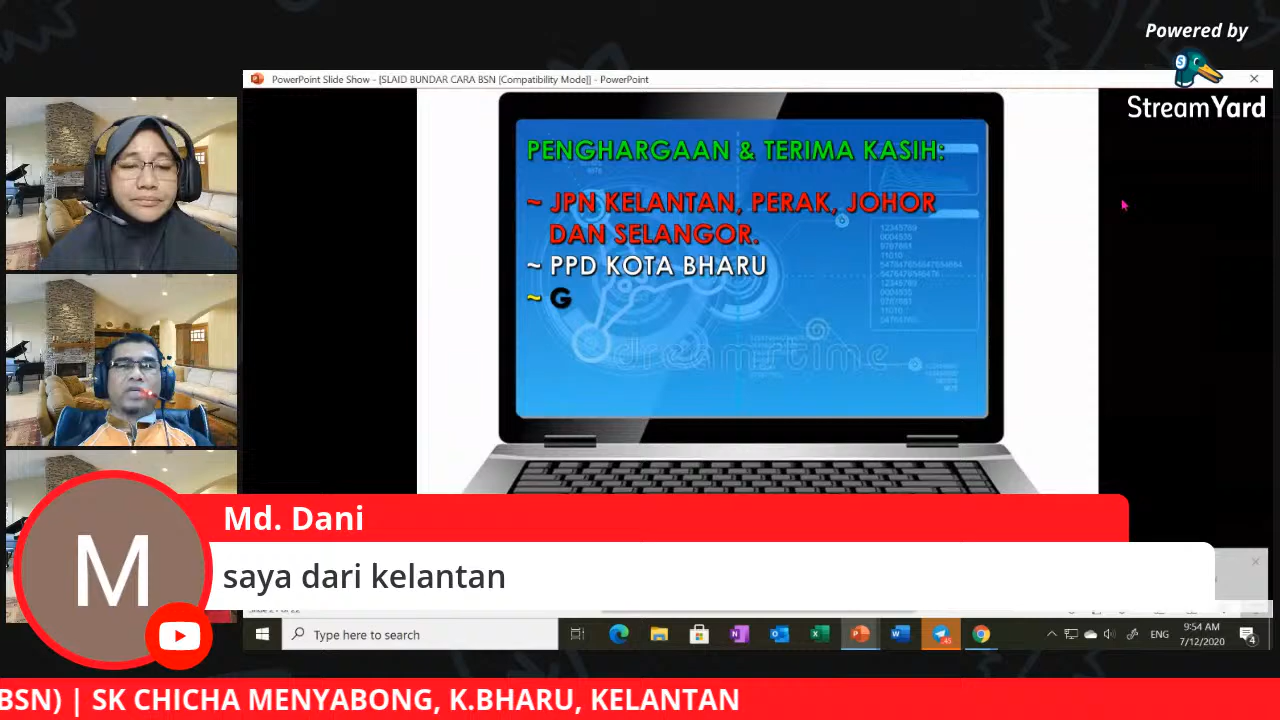 Powered by
StreamYard
PowerPoint Slide Show - [SLAID BUNDAR CARA BSN [Compatibility Mode]] - PowerPoint
PENGHARGAAN & TERIMA KASIH:
~ JPN KELANTAN, PERAK, JOHOR
DAN SELANGOR.
~ PPD KOTA BHARU
~ G
dreamstime
M
Md. Dani
saya dari kelantan
Type here to search
ENG
9:54 AM
7/12/2020
4
BSN) | SK CHICHA MENYABONG, K.BHARU, KELANTAN